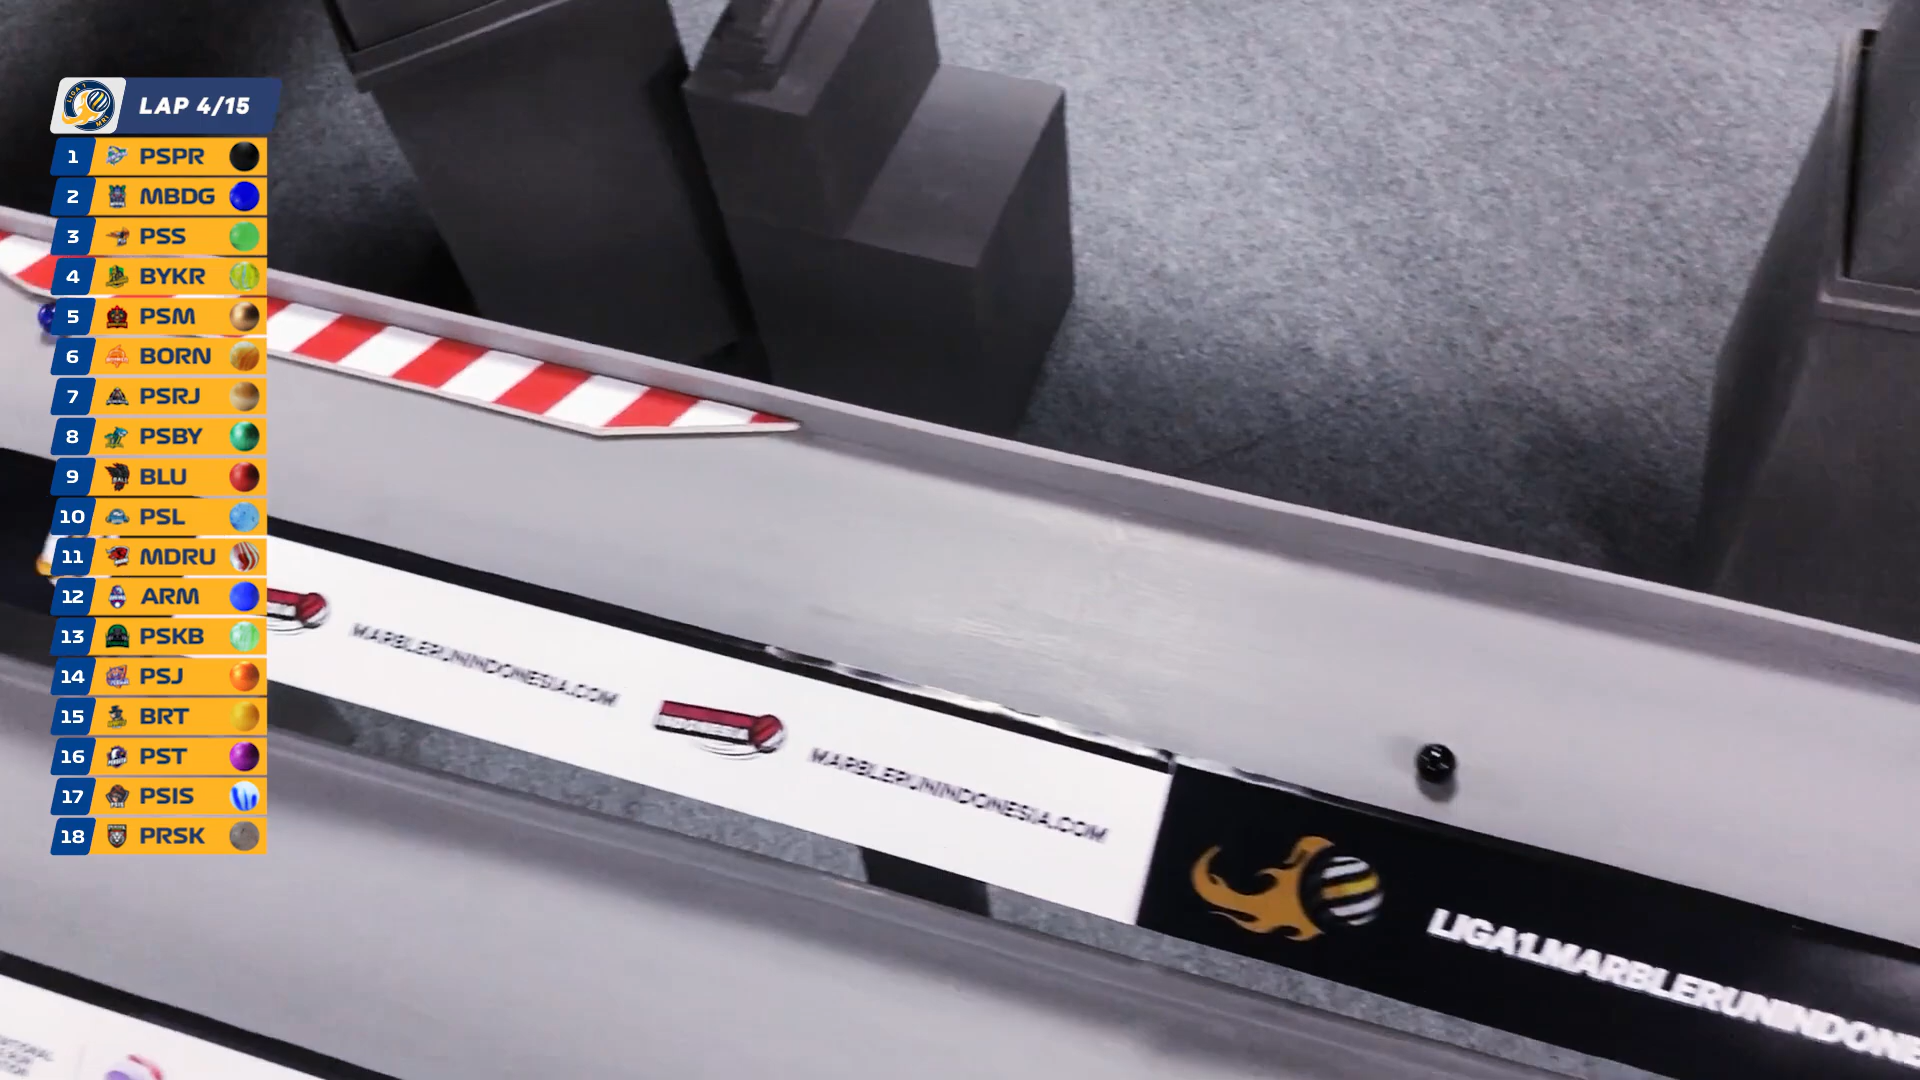 LAP 4/15
1 PSPR
2 MBDG
3 PSS
4 BYKR
5 PSM
6 BORN
7 PSRJ
8 PSBY
9 BLU
10 PSL
11 MDRU
12 ARM
13 PSKB
14 PSJ
15 BRT
16 PST
17 PSIS
18 PRSK
MARBLERUNINDONESIA.COM
MARBLERUNINDONESIA.COM
LIGA1.MARBLERUNINDONE